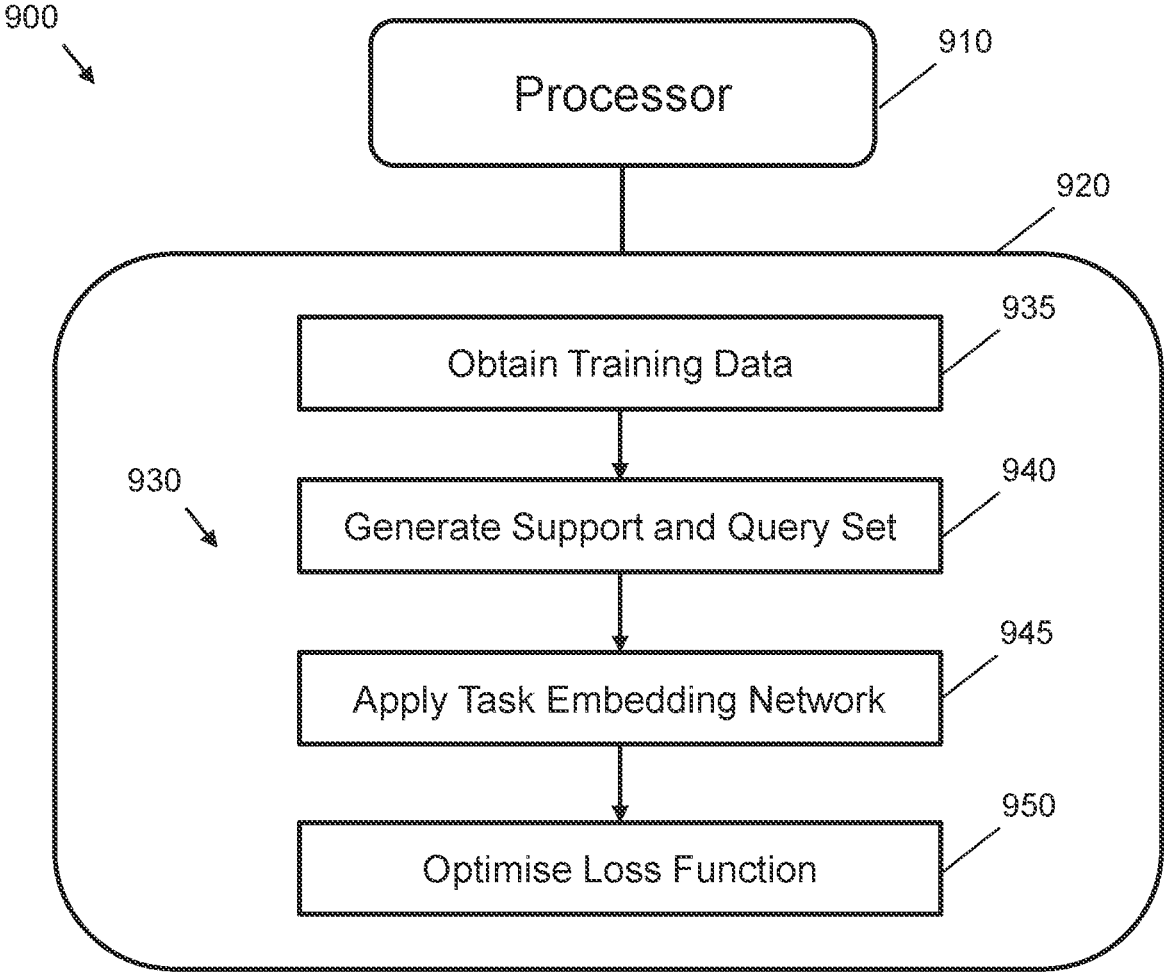 900
910
Processor
920
935
Obtain Training Data
940
930
Generate Support and Query Set
945
Apply Task Embedding Network
950
Optimise Loss Function